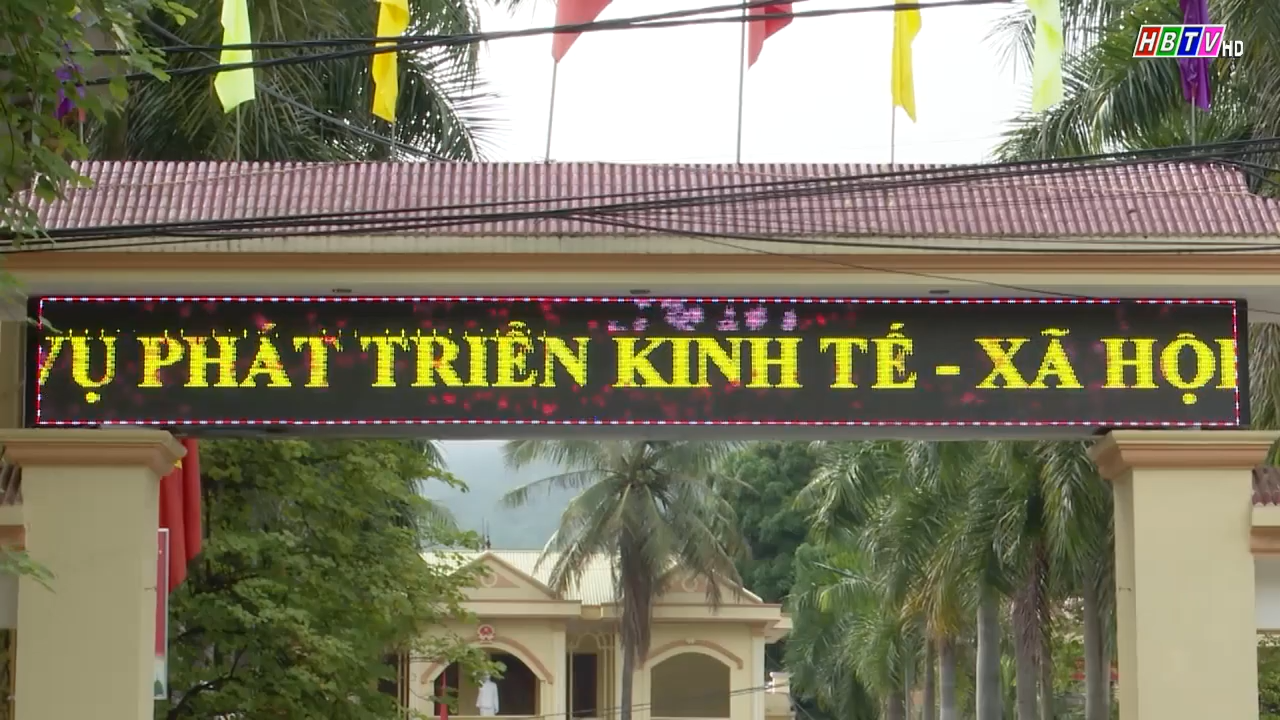 HBTV HD
VỤ PHÁT TRIỂN KINH TẾ - XÃ HỘI